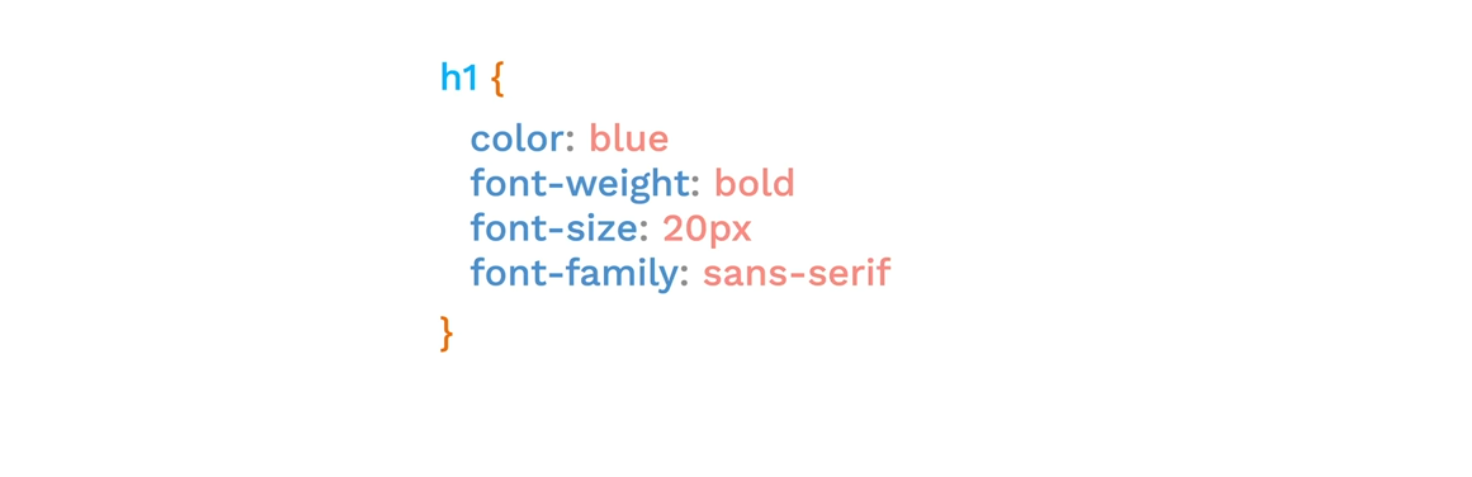 h1 {
color: blue
font-weight: bold
font-size: 20px
font-family: sans-serif
}